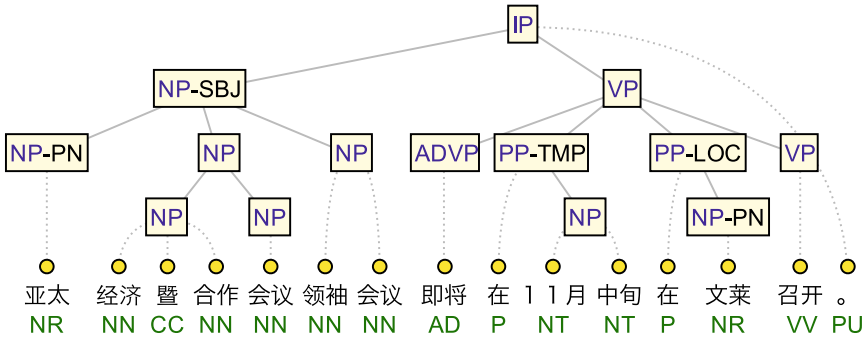 IP
NP-SBJ VP
NP-PN NP NP ADVP PP-TMP PP-LOC VP
NP NP NP NP-PN
亚太 经济 暨 合作 会议 领袖 会议 即将 在 １１月 中旬 在 文莱 召开 。
NR NN CC NN NN NN NN AD P NT NT P NR VV PU